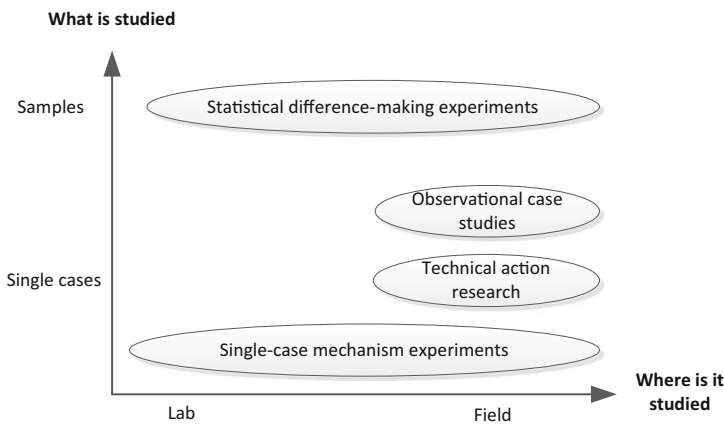 What is studied
Samples
Statistical difference-making experiments
Observational case
studies
Single cases
Technical action
research
Single-case mechanism experiments
Where is it
studied
Lab
Field